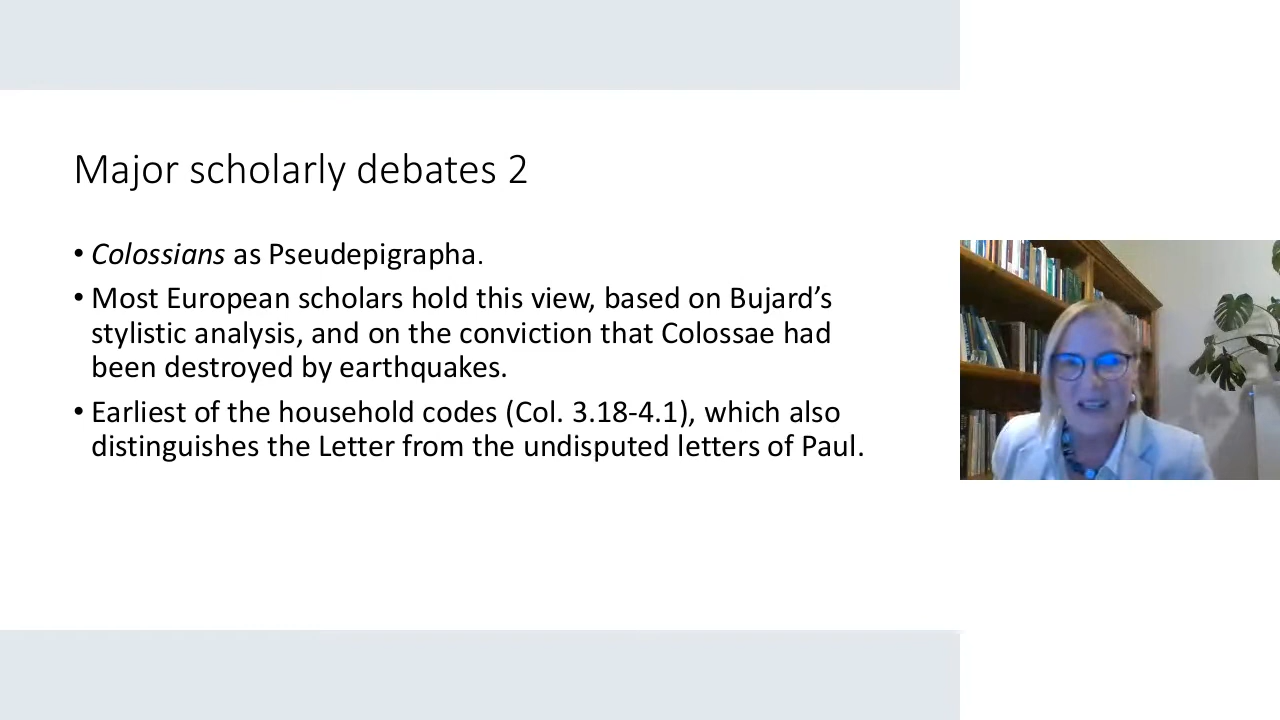 Major scholarly debates 2
• Colossians as Pseudepigrapha.
• Most European scholars hold this view, based on Bujard’s
stylistic analysis, and on the conviction that Colossae had
been destroyed by earthquakes.
• Earliest of the household codes (Col. 3.18-4.1), which also
distinguishes the Letter from the undisputed letters of Paul.